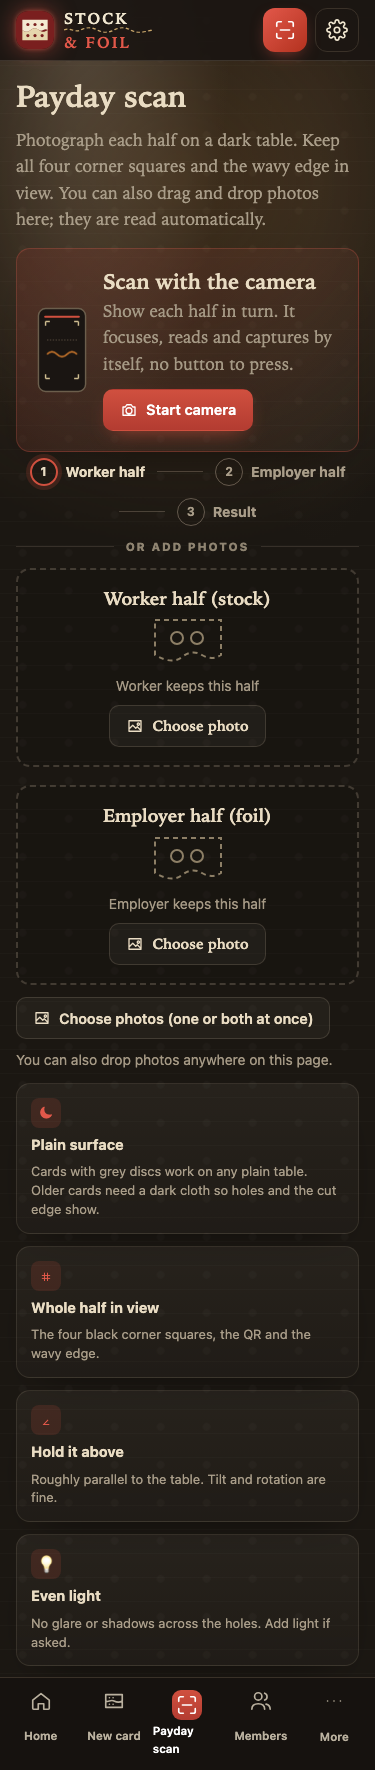 STOCK
& FOIL
Payday scan
Photograph each half on a dark table. Keep
all four corner squares and the wavy edge in
view. You can also drag and drop photos
here; they are read automatically.
Scan with the camera
Show each half in turn. It
focuses, reads and captures by
itself, no button to press.
Start camera
1 Worker half
2 Employer half
3 Result
OR ADD PHOTOS
Worker half (stock)
Worker keeps this half
Choose photo
Employer half (foil)
Employer keeps this half
Choose photo
Choose photos (one or both at once)
You can also drop photos anywhere on this page.
Plain surface
Cards with grey discs work on any plain table.
Older cards need a dark cloth so holes and the cut
edge show.
Whole half in view
The four black corner squares, the QR and the
wavy edge.
Hold it above
Roughly parallel to the table. Tilt and rotation are
fine.
Even light
No glare or shadows across the holes. Add light if
asked.
Home
New card
Payday
scan
Members
More